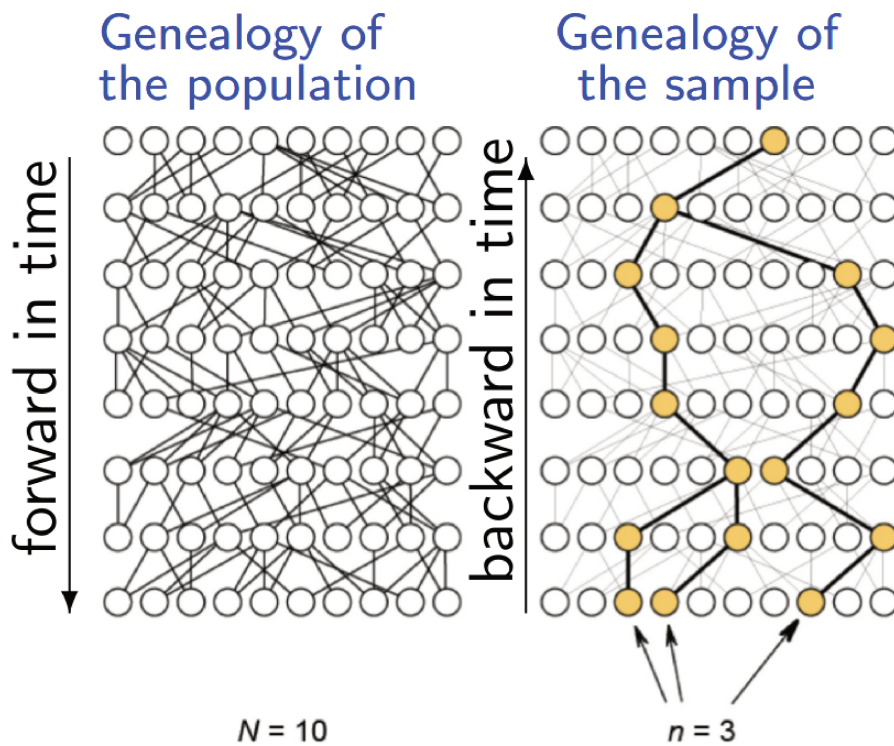 Genealogy of
the population
Genealogy of
the sample
forward in time
backward in time
N = 10
n = 3